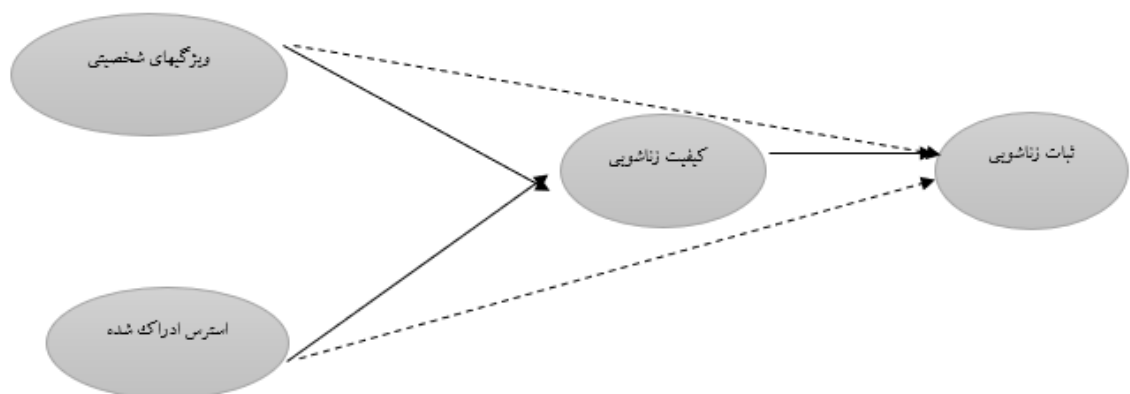 ویژگیهای شخصیتی
کیفیت زناشویی
ثبات زناشویی
استرس ادراک شده